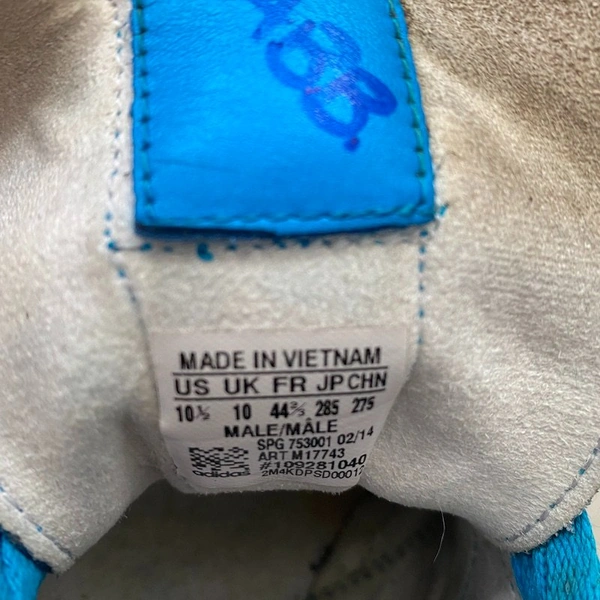 MADE IN VIETNAM
US UK FR JP CHN
10½ 10 44⅔ 285 275
MALE/MÂLE
SPG 753001 02/14
ART M17743
#109281040
adidas 2M4KDPSD00012